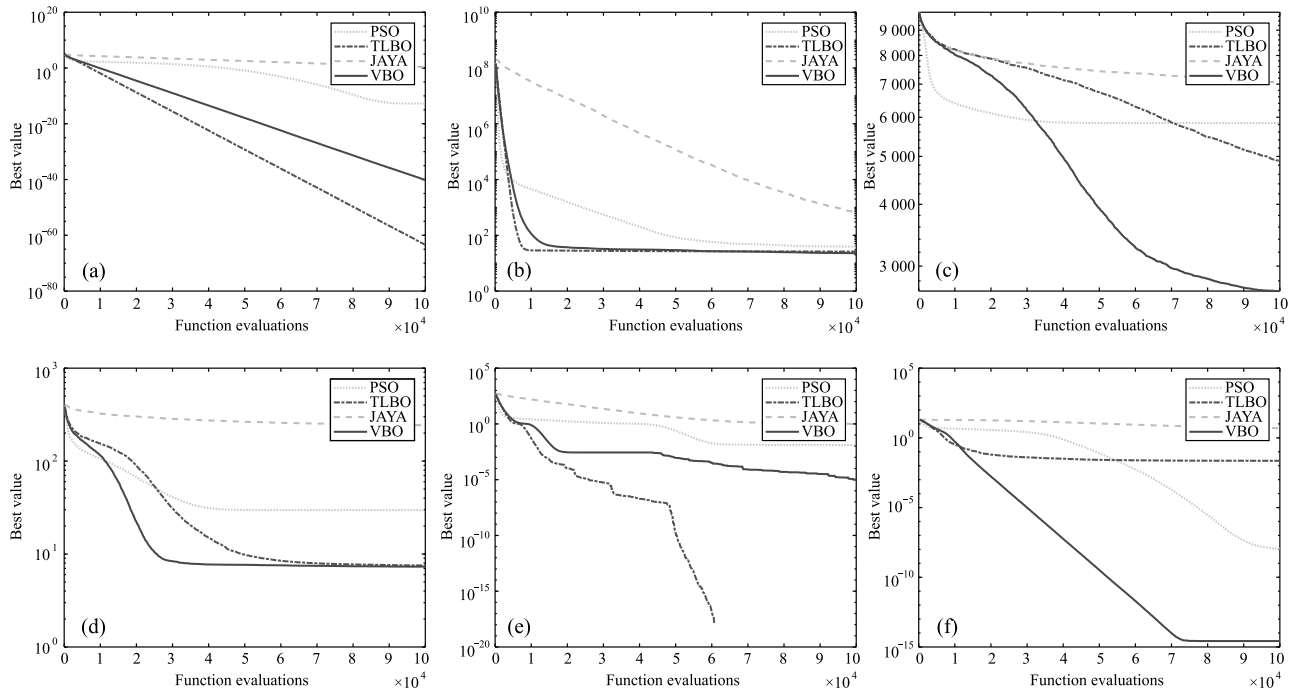 10^20
10^0
10^−20
10^−40
10^−60
10^−80
Best value
PSO
TLBO
JAYA
VBO
(a)
0 1 2 3 4 5 6 7 8 9 10
Function evaluations ×10^4
10^10
10^8
10^6
10^4
10^2
10^0
Best value
PSO
TLBO
JAYA
VBO
(b)
0 1 2 3 4 5 6 7 8 9 10
Function evaluations ×10^4
9 000
8 000
7 000
6 000
5 000
4 000
3 000
Best value
PSO
TLBO
JAYA
VBO
(c)
0 1 2 3 4 5 6 7 8 9 10
Function evaluations ×10^4
10^3
10^2
10^1
10^0
Best value
PSO
TLBO
JAYA
VBO
(d)
0 1 2 3 4 5 6 7 8 9 10
Function evaluations ×10^4
10^5
10^0
10^−5
10^−10
10^−15
10^−20
Best value
PSO
TLBO
JAYA
VBO
(e)
0 1 2 3 4 5 6 7 8 9 10
Function evaluations ×10^4
10^5
10^0
10^−5
10^−10
10^−15
Best value
PSO
TLBO
JAYA
VBO
(f)
0 1 2 3 4 5 6 7 8 9 10
Function evaluations ×10^4